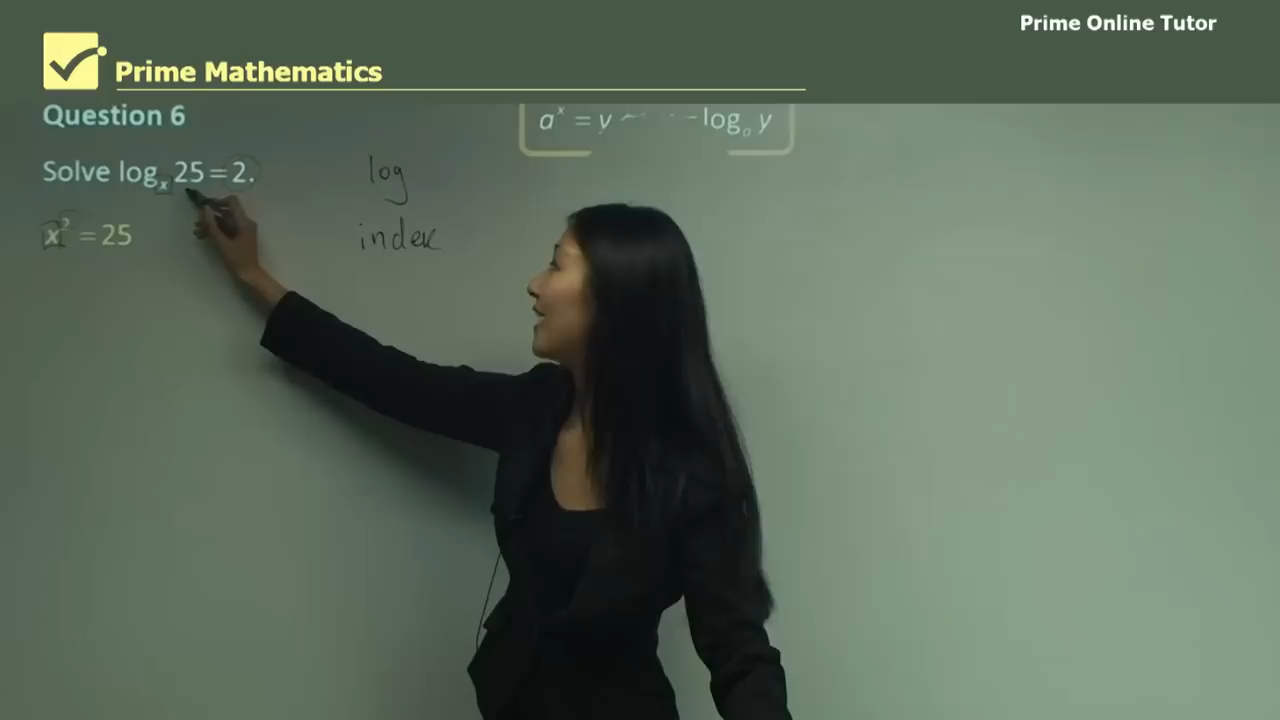 Prime Online Tutor
Prime Mathematics
Question 6
aˣ = y logₐ y
Solve logₓ 25 = 2.
log
x² = 25
index